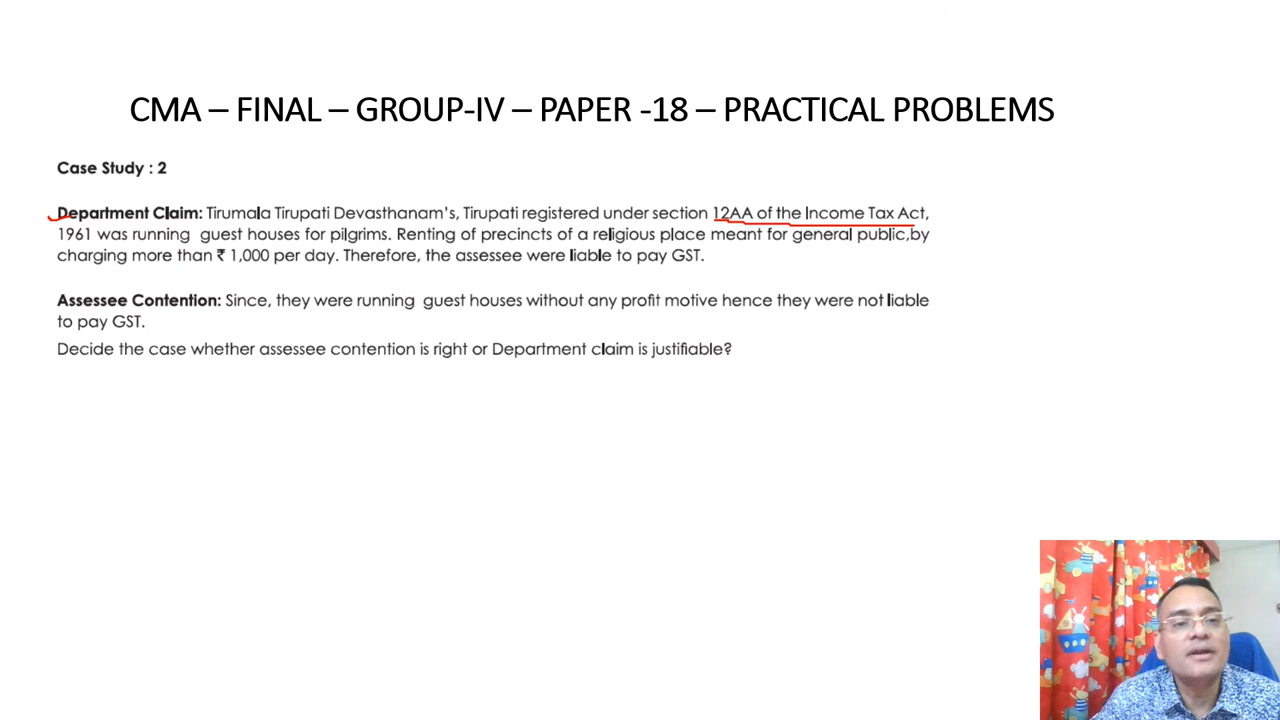 CMA – FINAL – GROUP-IV – PAPER -18 – PRACTICAL PROBLEMS
Case Study : 2
Department Claim: Tirumala Tirupati Devasthanam's, Tirupati registered under section 12AA of the Income Tax Act,
1961 was running guest houses for pilgrims. Renting of precincts of a religious place meant for general public,by
charging more than ₹ 1,000 per day. Therefore, the assessee were liable to pay GST.
Assessee Contention: Since, they were running guest houses without any profit motive hence they were not liable
to pay GST.
Decide the case whether assessee contention is right or Department claim is justifiable?